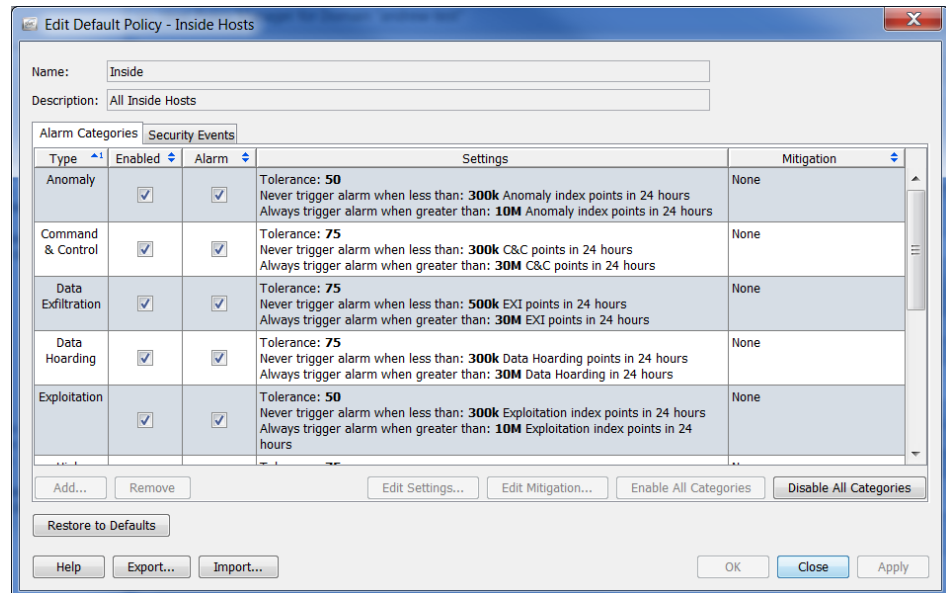 Edit Default Policy - Inside Hosts
Name: Inside
Description: All Inside Hosts
Alarm Categories Security Events
Type 1 Enabled Alarm Settings Mitigation
Anomaly
Tolerance: 50
Never trigger alarm when less than: 300k Anomaly index points in 24 hours
Always trigger alarm when greater than: 10M Anomaly index points in 24 hours
None
Command
& Control
Tolerance: 75
Never trigger alarm when less than: 300k C&C points in 24 hours
Always trigger alarm when greater than: 30M C&C points in 24 hours
None
Data
Exfiltration
Tolerance: 75
Never trigger alarm when less than: 500k EXI points in 24 hours
Always trigger alarm when greater than: 30M EXI points in 24 hours
None
Data
Hoarding
Tolerance: 75
Never trigger alarm when less than: 300k Data Hoarding points in 24 hours
Always trigger alarm when greater than: 30M Data Hoarding in 24 hours
None
Exploitation
Tolerance: 50
Never trigger alarm when less than: 300k Exploitation index points in 24 hours
Always trigger alarm when greater than: 10M Exploitation index points in 24
hours
None
Add... Remove Edit Settings... Edit Mitigation... Enable All Categories Disable All Categories
Restore to Defaults
Help Export... Import... OK Close Apply